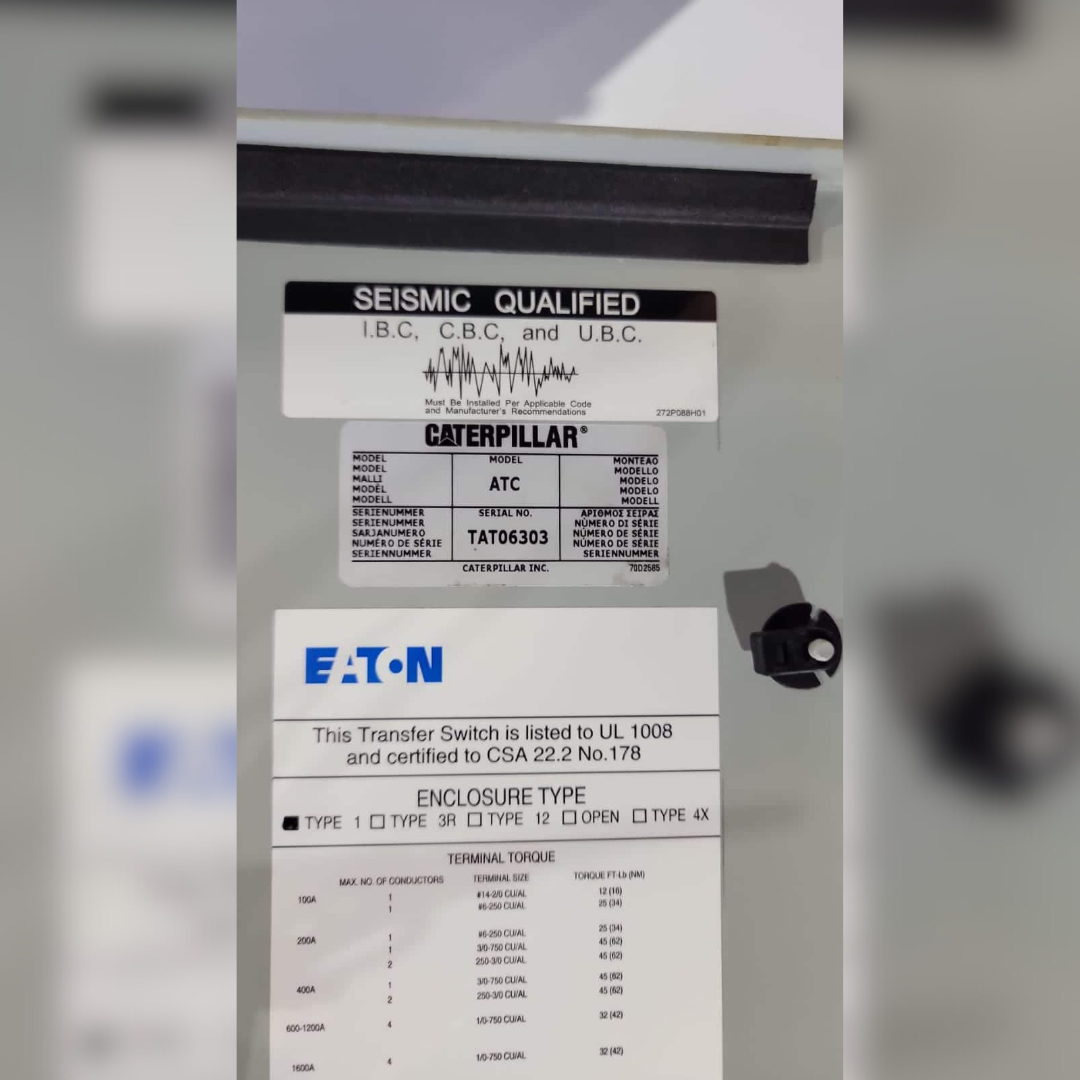 SEISMIC QUALIFIED
I.B.C, C.B.C, and U.B.C.
Must Be Installed Per Applicable Code
and Manufacturer's Recommendations
272P088H01
CATERPILLAR®
MODEL MODEL MONTEAO
MODEL MODELLO
MALLI ATC MODELO
MODÈL MODELO
MODELL MODELL
SERIENUMMER SERIAL NO. ΑΡΙΘΜΟΣ ΣΕΙΡΑΣ
SERIENUMMER NÚMERO DI SÉRIE
SARJANUMERO TAT06303 NÚMERO DE SÉRIE
NUMÉRO DE SÉRIE NÚMERO DE SÉRIE
SERIENNUMMER SERIENNUMMER
CATERPILLAR INC. 70D2585
EATON
This Transfer Switch is listed to UL 1008
and certified to CSA 22.2 No.178
ENCLOSURE TYPE
TYPE 1 TYPE 3R TYPE 12 OPEN TYPE 4X
TERMINAL TORQUE
MAX. NO. OF CONDUCTORS TERMINAL SIZE TORQUE FT-Lb (NM)
100A 1 #14-2/0 CU/AL 12 (16)
1 #6-250 CU/AL 25 (34)
200A 1 #6-250 CU/AL 25 (34)
1 3/0-750 CU/AL 45 (62)
2 250-3/0 CU/AL 45 (62)
400A 1 3/0-750 CU/AL 45 (62)
2 250-3/0 CU/AL 45 (62)
600-1200A 4 1/0-750 CU/AL 32 (42)
1600A 4 1/0-750 CU/AL 32 (42)